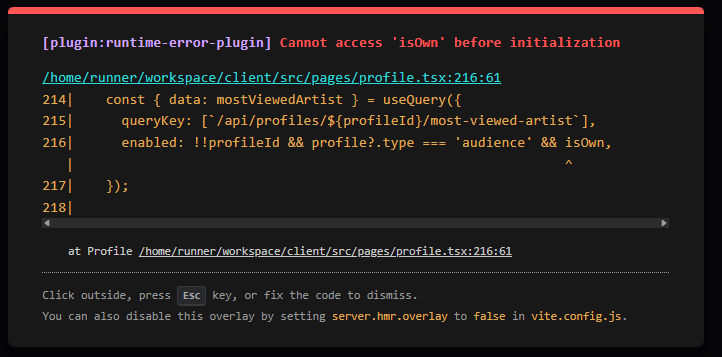 [plugin:runtime-error-plugin] Cannot access 'isOwn' before initialization
/home/runner/workspace/client/src/pages/profile.tsx:216:61
214|    const { data: mostViewedArtist } = useQuery({
215|      queryKey: [`/api/profiles/${profileId}/most-viewed-artist`],
216|      enabled: !!profileId && profile?.type === 'audience' && isOwn,
   |                                                              ^
217|    });
218|
at Profile /home/runner/workspace/client/src/pages/profile.tsx:216:61
Click outside, press Esc key, or fix the code to dismiss.
You can also disable this overlay by setting server.hmr.overlay to false in vite.config.js.